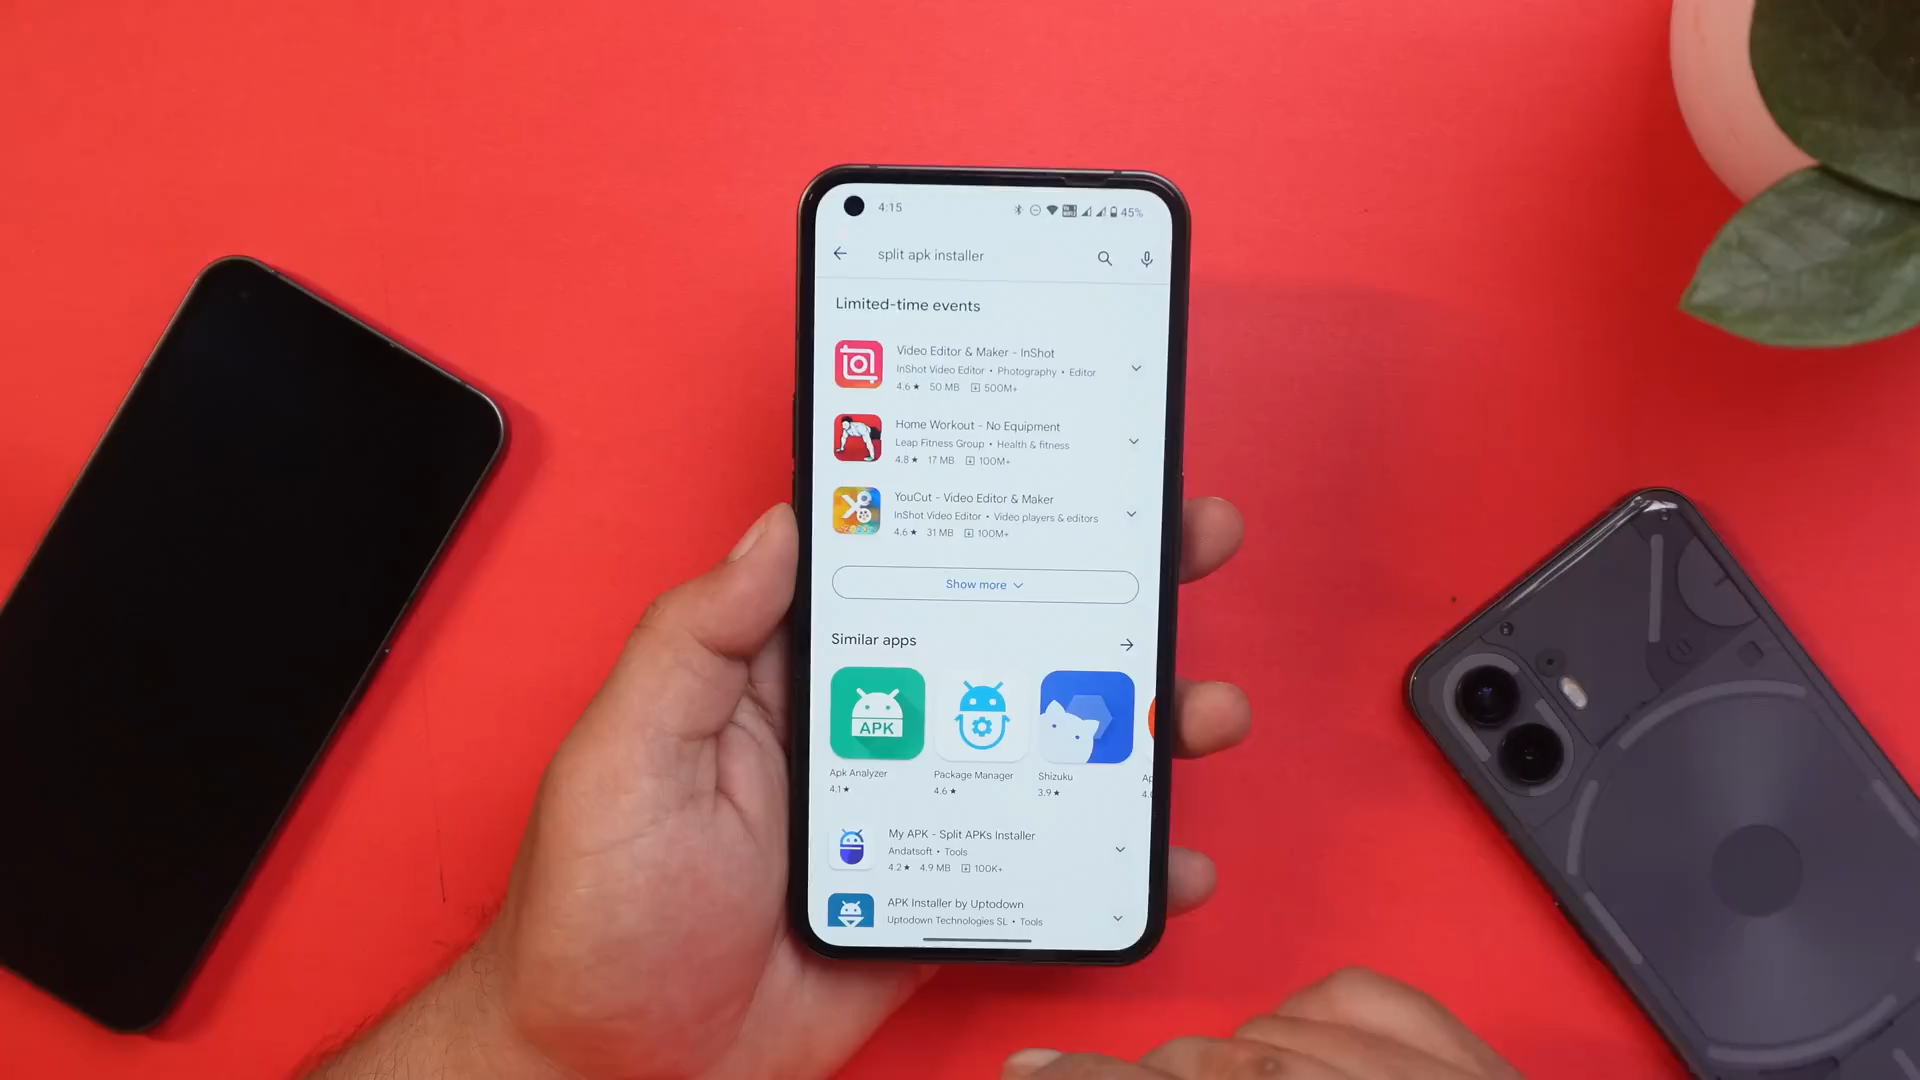 4:15
45%
split apk installer
Limited-time events
Video Editor & Maker - InShot
InShot Video Editor • Photography • Editor
4.6★ 50 MB 500M+
Home Workout - No Equipment
Leap Fitness Group • Health & fitness
4.8★ 17 MB 100M+
YouCut - Video Editor & Maker
InShot Video Editor • Video players & editors
4.6★ 31 MB 100M+
Show more
Similar apps
APK
Apk Analyzer
4.1★
Package Manager
4.6★
Shizuku
3.9★
Ap
4.
My APK - Split APKs Installer
Andatsoft • Tools
4.2★ 4.9 MB 100K+
APK Installer by Uptodown
Uptodown Technologies SL • Tools